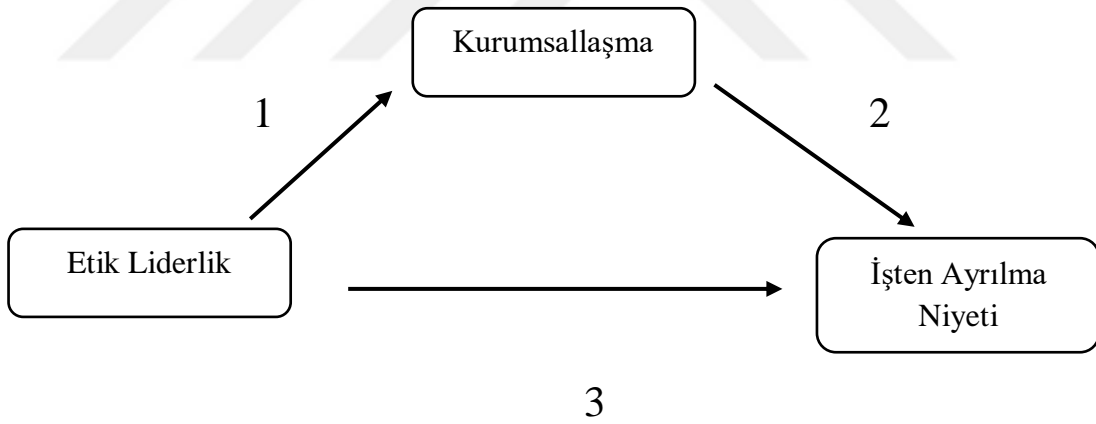 Kurumsallaşma
1
2
Etik Liderlik
İşten Ayrılma
Niyeti
3